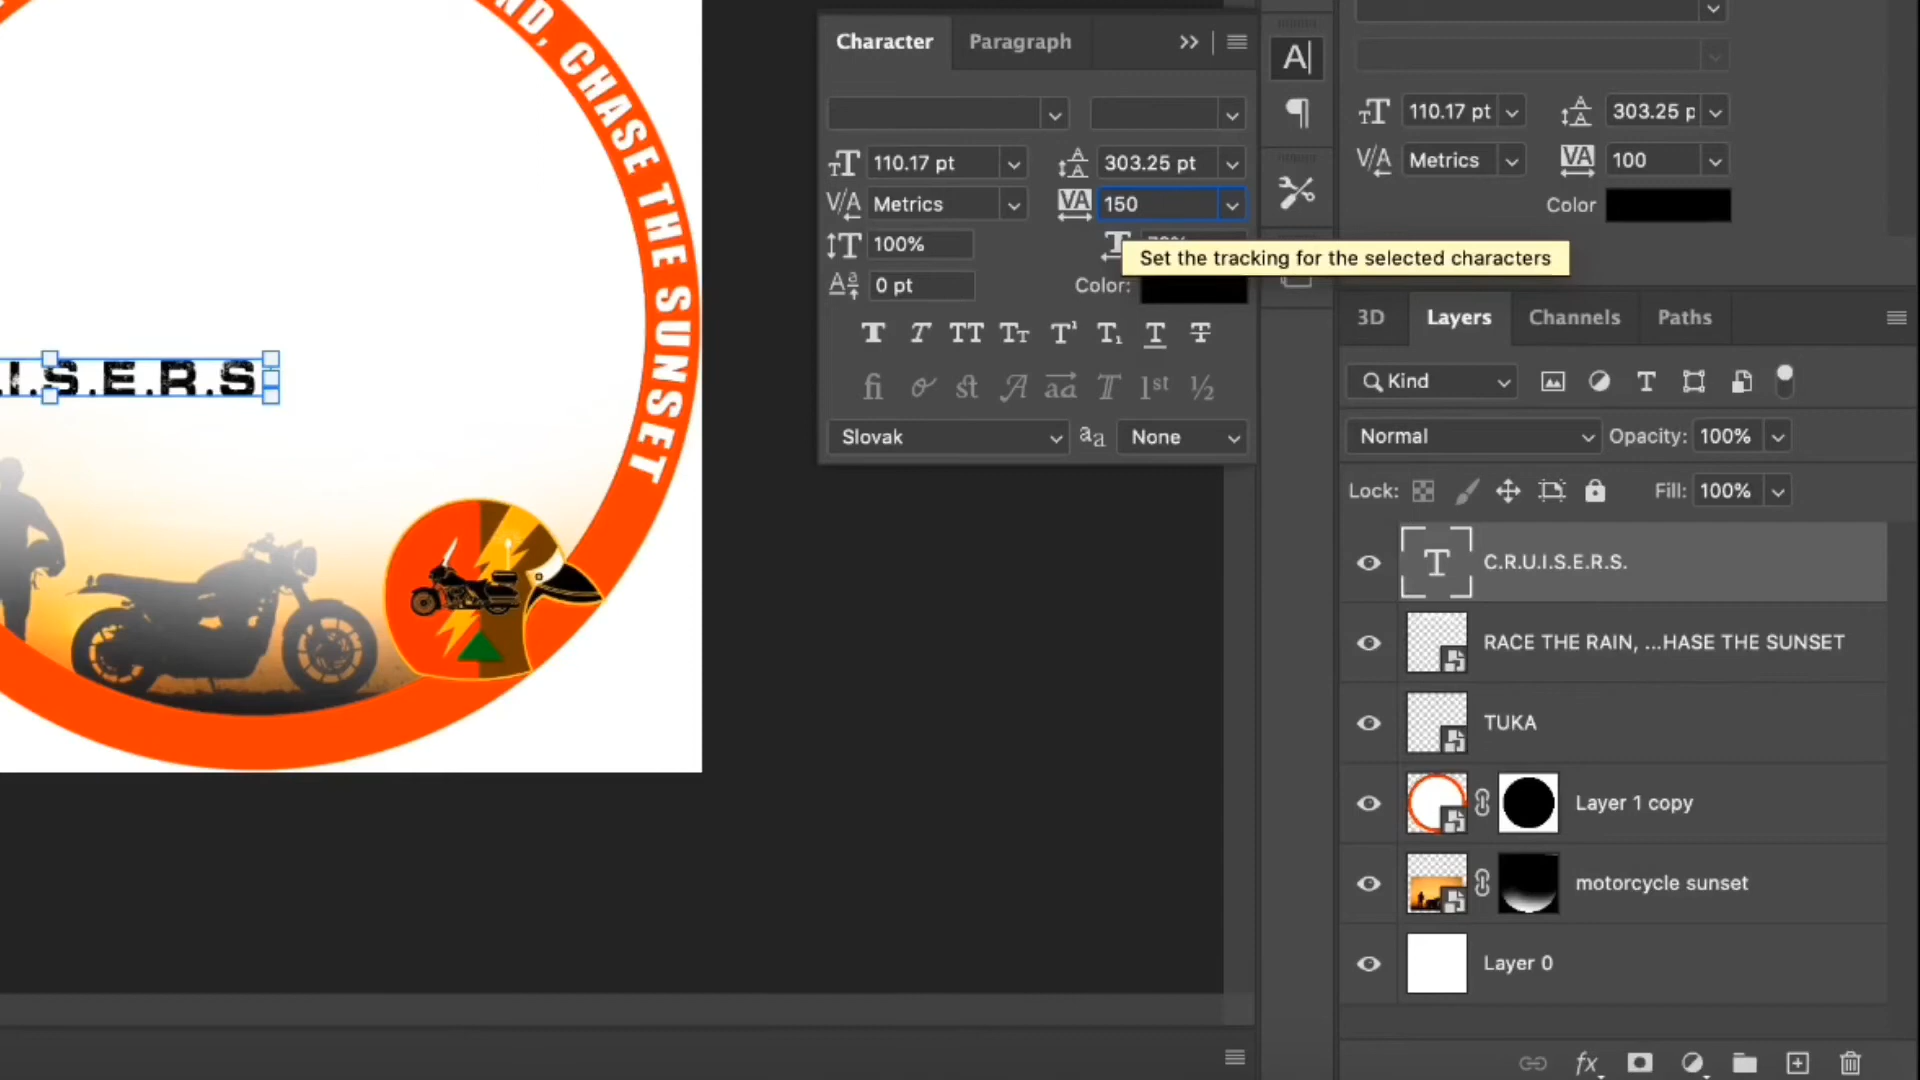 ND, CHASE THE SUNSET
.I.S.E.R.S
Character
Paragraph
110.17 pt
303.25 pt
Metrics
150
100%
Set the tracking for the selected characters
0 pt
Color:
Slovak
None
110.17 pt
303.25 p
Metrics
100
Color
3D
Layers
Channels
Paths
Kind
Normal
Opacity: 100%
Lock:
Fill: 100%
C.R.U.I.S.E.R.S.
RACE THE RAIN, ...HASE THE SUNSET
TUKA
Layer 1 copy
motorcycle sunset
Layer 0